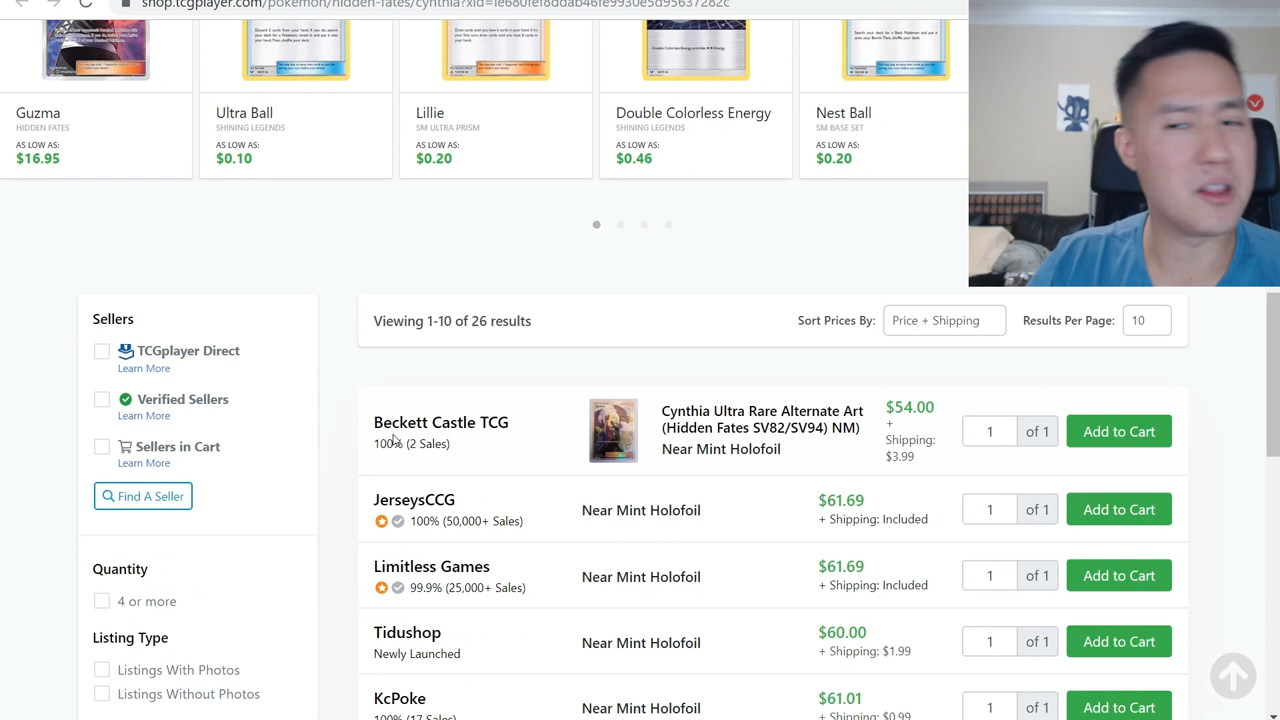 shop.tcgplayer.com/pokemon/hidden-fates/cynthia?xid=
Guzma
HIDDEN FATES
AS LOW AS:
$16.95
Ultra Ball
SHINING LEGENDS
AS LOW AS:
$0.10
Lillie
SM ULTRA PRISM
AS LOW AS:
$0.20
Double Colorless Energy
SHINING LEGENDS
AS LOW AS:
$0.46
Nest Ball
SM BASE SET
AS LOW AS:
$0.20
Sellers
TCGplayer Direct
Learn More
Verified Sellers
Learn More
Sellers in Cart
Learn More
Find A Seller
Quantity
4 or more
Listing Type
Listings With Photos
Listings Without Photos
Viewing 1-10 of 26 results
Sort Prices By: Price + Shipping
Results Per Page: 10
Beckett Castle TCG
100% (2 Sales)
Cynthia Ultra Rare Alternate Art
(Hidden Fates SV82/SV94) NM)
Near Mint Holofoil
$54.00
+
Shipping:
$3.99
1 of 1 Add to Cart
JerseysCCG
100% (50,000+ Sales)
Near Mint Holofoil
$61.69
+ Shipping: Included
1 of 1 Add to Cart
Limitless Games
99.9% (25,000+ Sales)
Near Mint Holofoil
$61.69
+ Shipping: Included
1 of 1 Add to Cart
Tidushop
Newly Launched
Near Mint Holofoil
$60.00
+ Shipping: $1.99
1 of 1 Add to Cart
KcPoke
100% (17 Sales)
Near Mint Holofoil
$61.01
+ Shipping: $0.99
1 of 1 Add to Cart